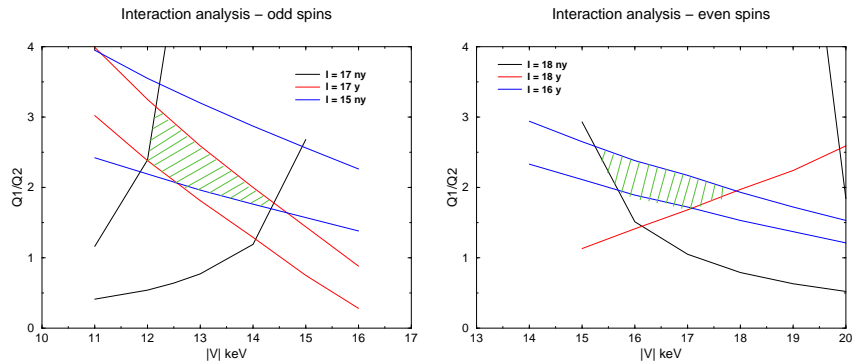 Interaction analysis – odd spins
4
3
2
1
0
Q1/Q2
10 11 12 13 14 15 16 17
|V| keV
I = 17 ny
I = 17 y
I = 15 ny
Interaction analysis – even spins
4
3
2
1
0
Q1/Q2
13 14 15 16 17 18 19 20
|V| keV
I = 18 ny
I = 18 y
I = 16 y